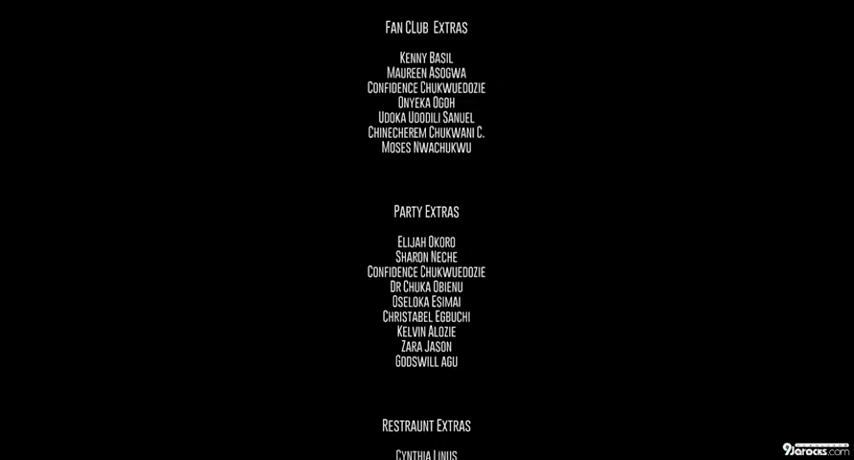 Fan Club Extras
Kenny Basil
Maureen Asogwa
Confidence Chukwuedozie
Onyeka Ogoh
Udoka Udodili Sanuel
Chinecherem Chukwani C.
Moses Nwachukwu
Party Extras
Elijah Okoro
Sharon Neche
Confidence Chukwuedozie
Dr Chuka Obienu
Oseloka Esimai
Christabel Egbuchi
Kelvin Alozie
Zara Jason
Godswill agu
Restraunt Extras
Cynthia Linus
9Jarocks.com